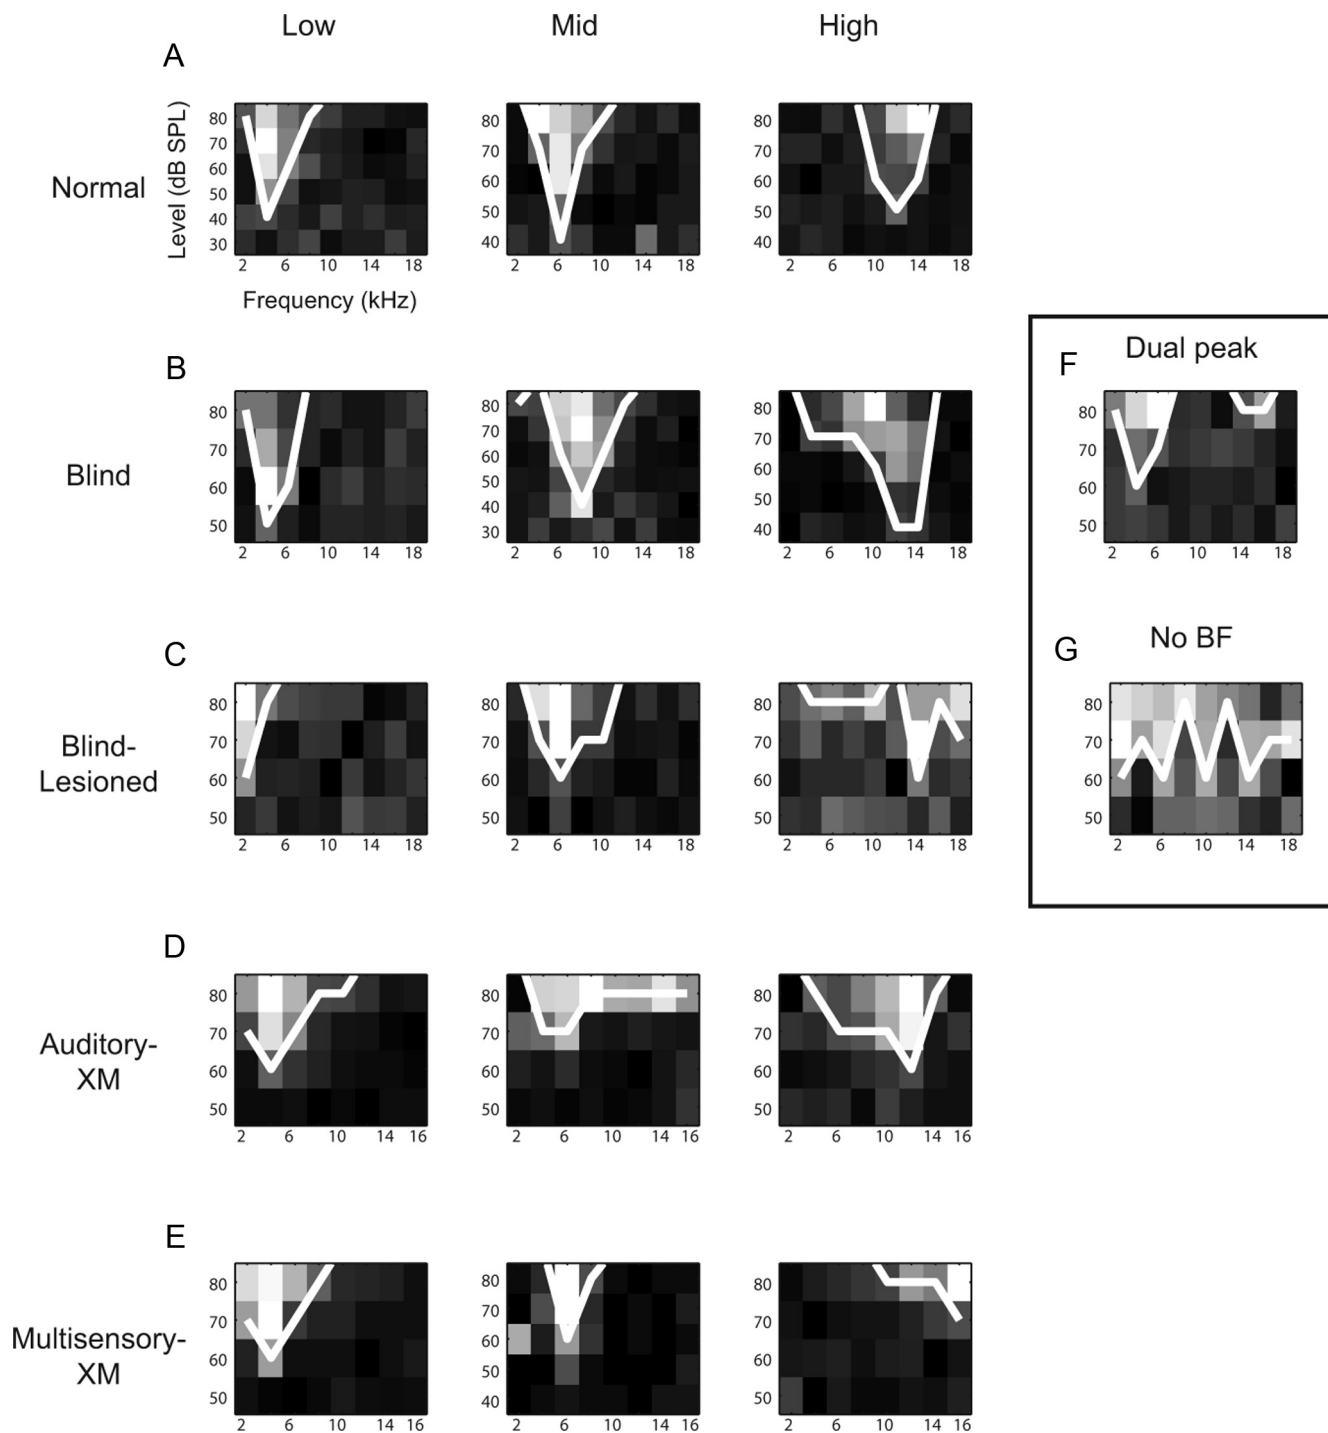 Low Mid High
A
Normal
Level (dB SPL)
80 70 60 50 40 30
2 6 10 14 18
80 70 60 50 40
2 6 10 14 18
80 70 60 50 40
2 6 10 14 18
Frequency (kHz)
B
Blind
80 70 60 50
2 6 10 14 18
80 70 60 50 40 30
2 6 10 14 18
80 70 60 50 40
2 6 10 14 18
F
Dual peak
80 70 60 50
2 6 10 14 18
C
Blind-
Lesioned
80 70 60 50
2 6 10 14 18
80 70 60 50
2 6 10 14 18
80 70 60 50
2 6 10 14 18
G
No BF
80 70 60 50
2 6 10 14 18
D
Auditory-
XM
80 70 60 50
2 6 10 14 16
80 70 60 50
2 6 10 14 16
80 70 60 50
2 6 10 14 16
E
Multisensory-
XM
80 70 60 50
2 6 10 14 16
80 70 60 50 40
2 6 10 14 16
80 70 60 50
2 6 10 14 16